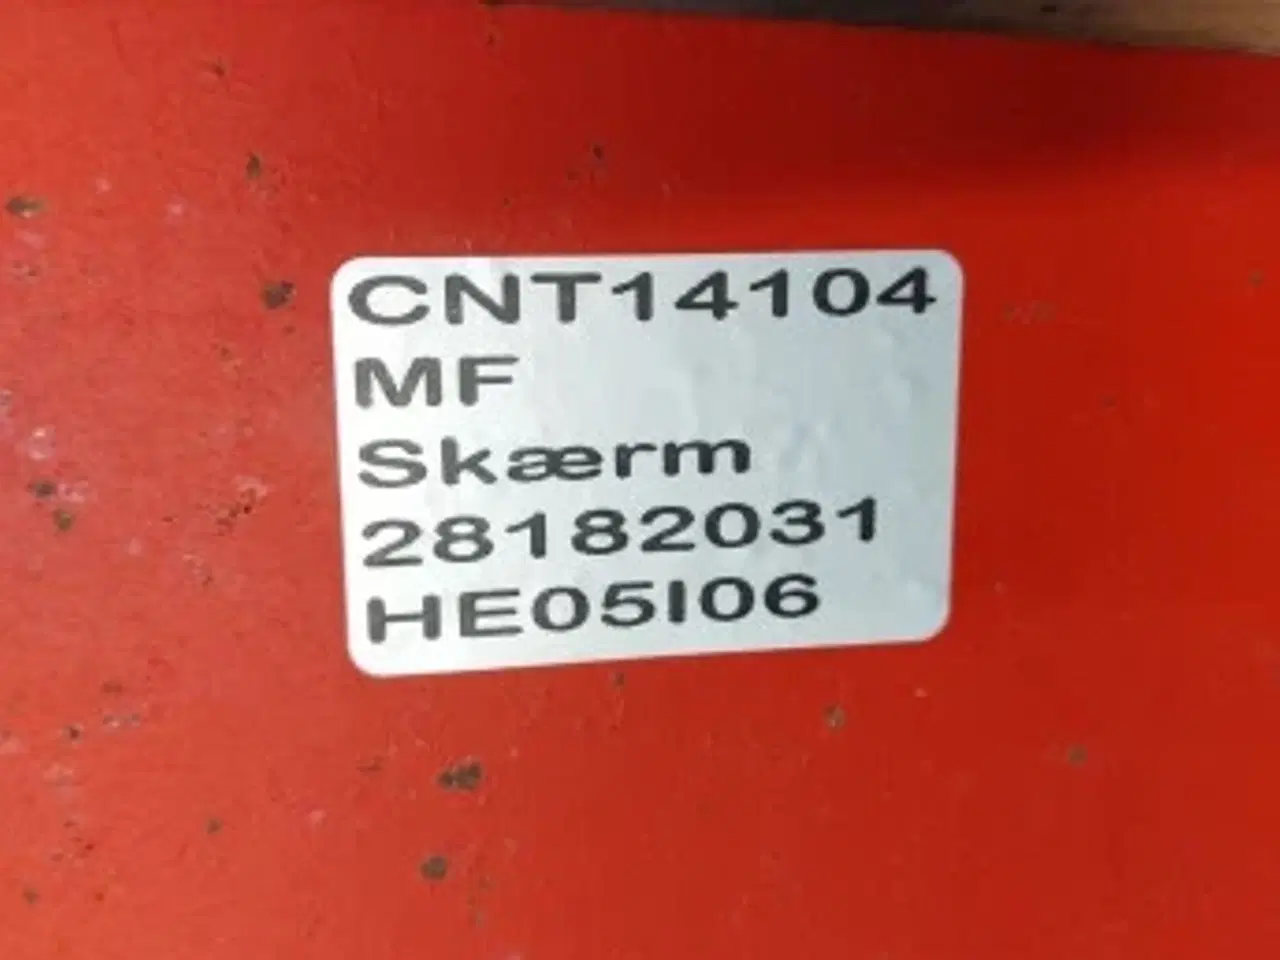 CNT14104
MF
Skærm
28182031
HE05I06